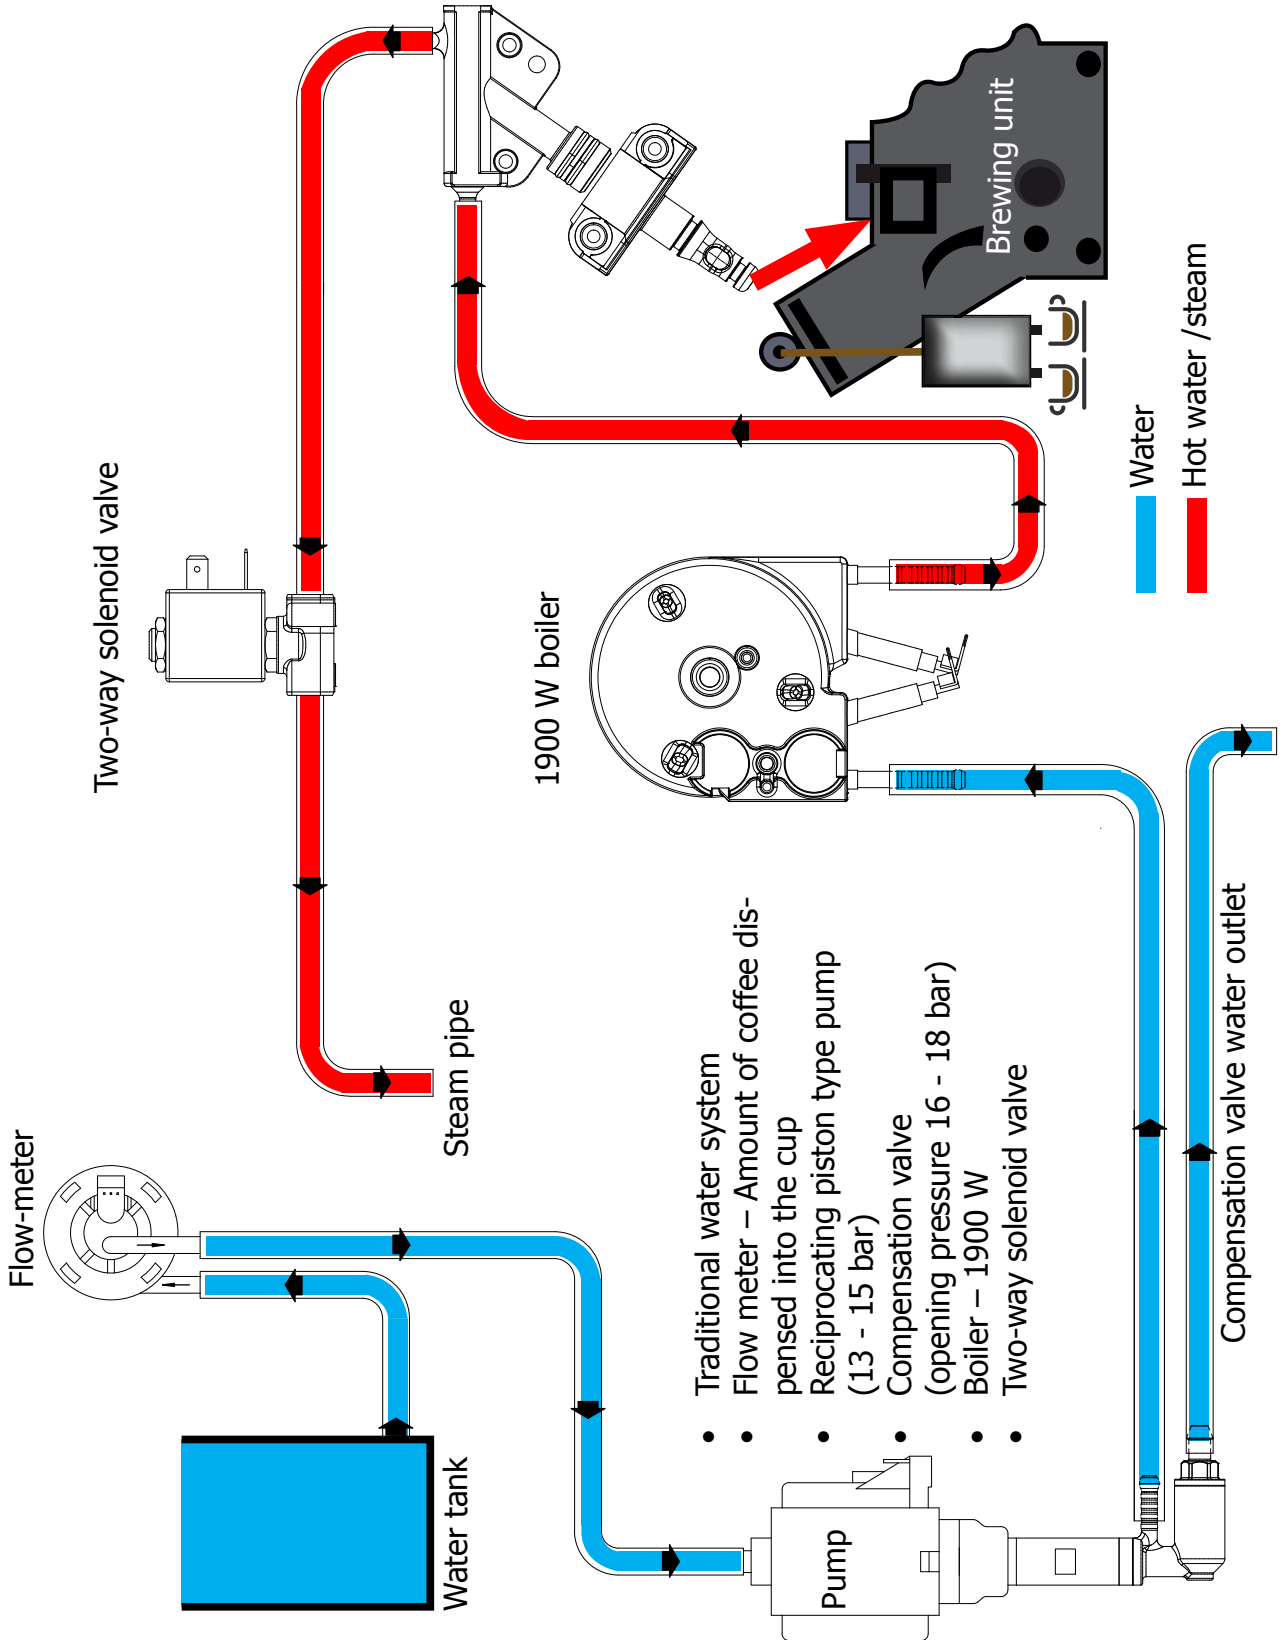 Flow-meter
Water tank
Pump
Steam pipe
Two-way solenoid valve
1900 W boiler
Brewing unit
• Traditional water system
• Flow meter – Amount of coffee dis-
pensed into the cup
• Reciprocating piston type pump
(13 - 15 bar)
• Compensation valve
(opening pressure 16 - 18 bar)
• Boiler – 1900 W
• Two-way solenoid valve
Compensation valve water outlet
Water
Hot water /steam